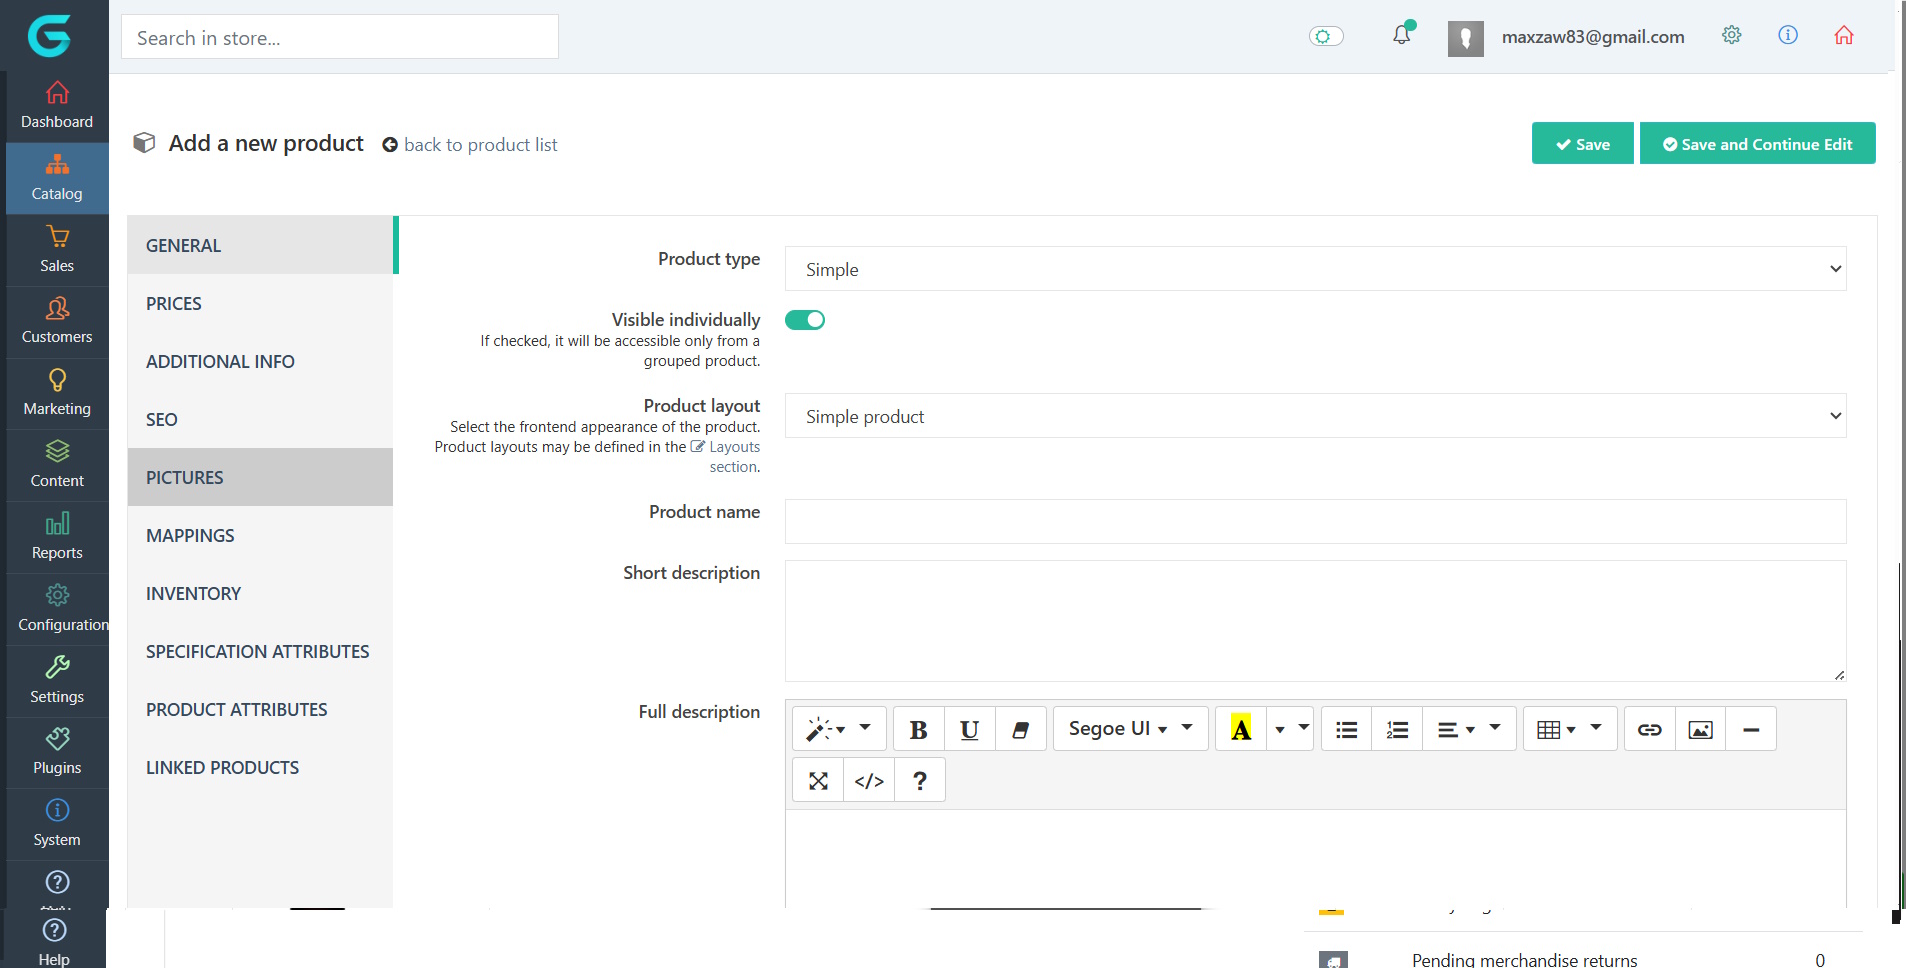 Search in store...
maxzaw83@gmail.com
Dashboard
Catalog
Sales
Customers
Marketing
Content
Reports
Configuration
Settings
Plugins
System
Help
Add a new product back to product list
Save
Save and Continue Edit
GENERAL
PRICES
ADDITIONAL INFO
SEO
PICTURES
MAPPINGS
INVENTORY
SPECIFICATION ATTRIBUTES
PRODUCT ATTRIBUTES
LINKED PRODUCTS
Product type
Simple
Visible individually
If checked, it will be accessible only from a
grouped product.
Product layout
Simple product
Select the frontend appearance of the product.
Product layouts may be defined in the Layouts
section.
Product name
Short description
Full description
B U Segoe UI A
</> ?
Pending merchandise returns 0